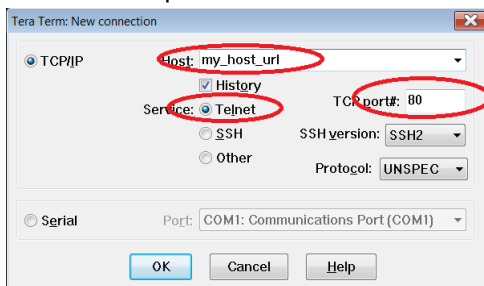 Tera Term: New connection
TCP/IP
Host: my_host_url
History
Service: Telnet
TCP port#: 80
SSH
SSH version: SSH2
Other
Protocol: UNSPEC
Serial
Port: COM1: Communications Port (COM1)
OK Cancel Help